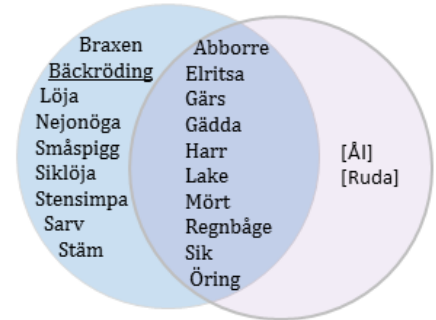 Braxen
Bäckröding
Löja
Nejonöga
Småspigg
Siklöja
Stensimpa
Sarv
Stäm
Abborre
Elritsa
Gärs
Gädda
Harr
Lake
Mört
Regnbåge
Sik
Öring
[Ål]
[Ruda]